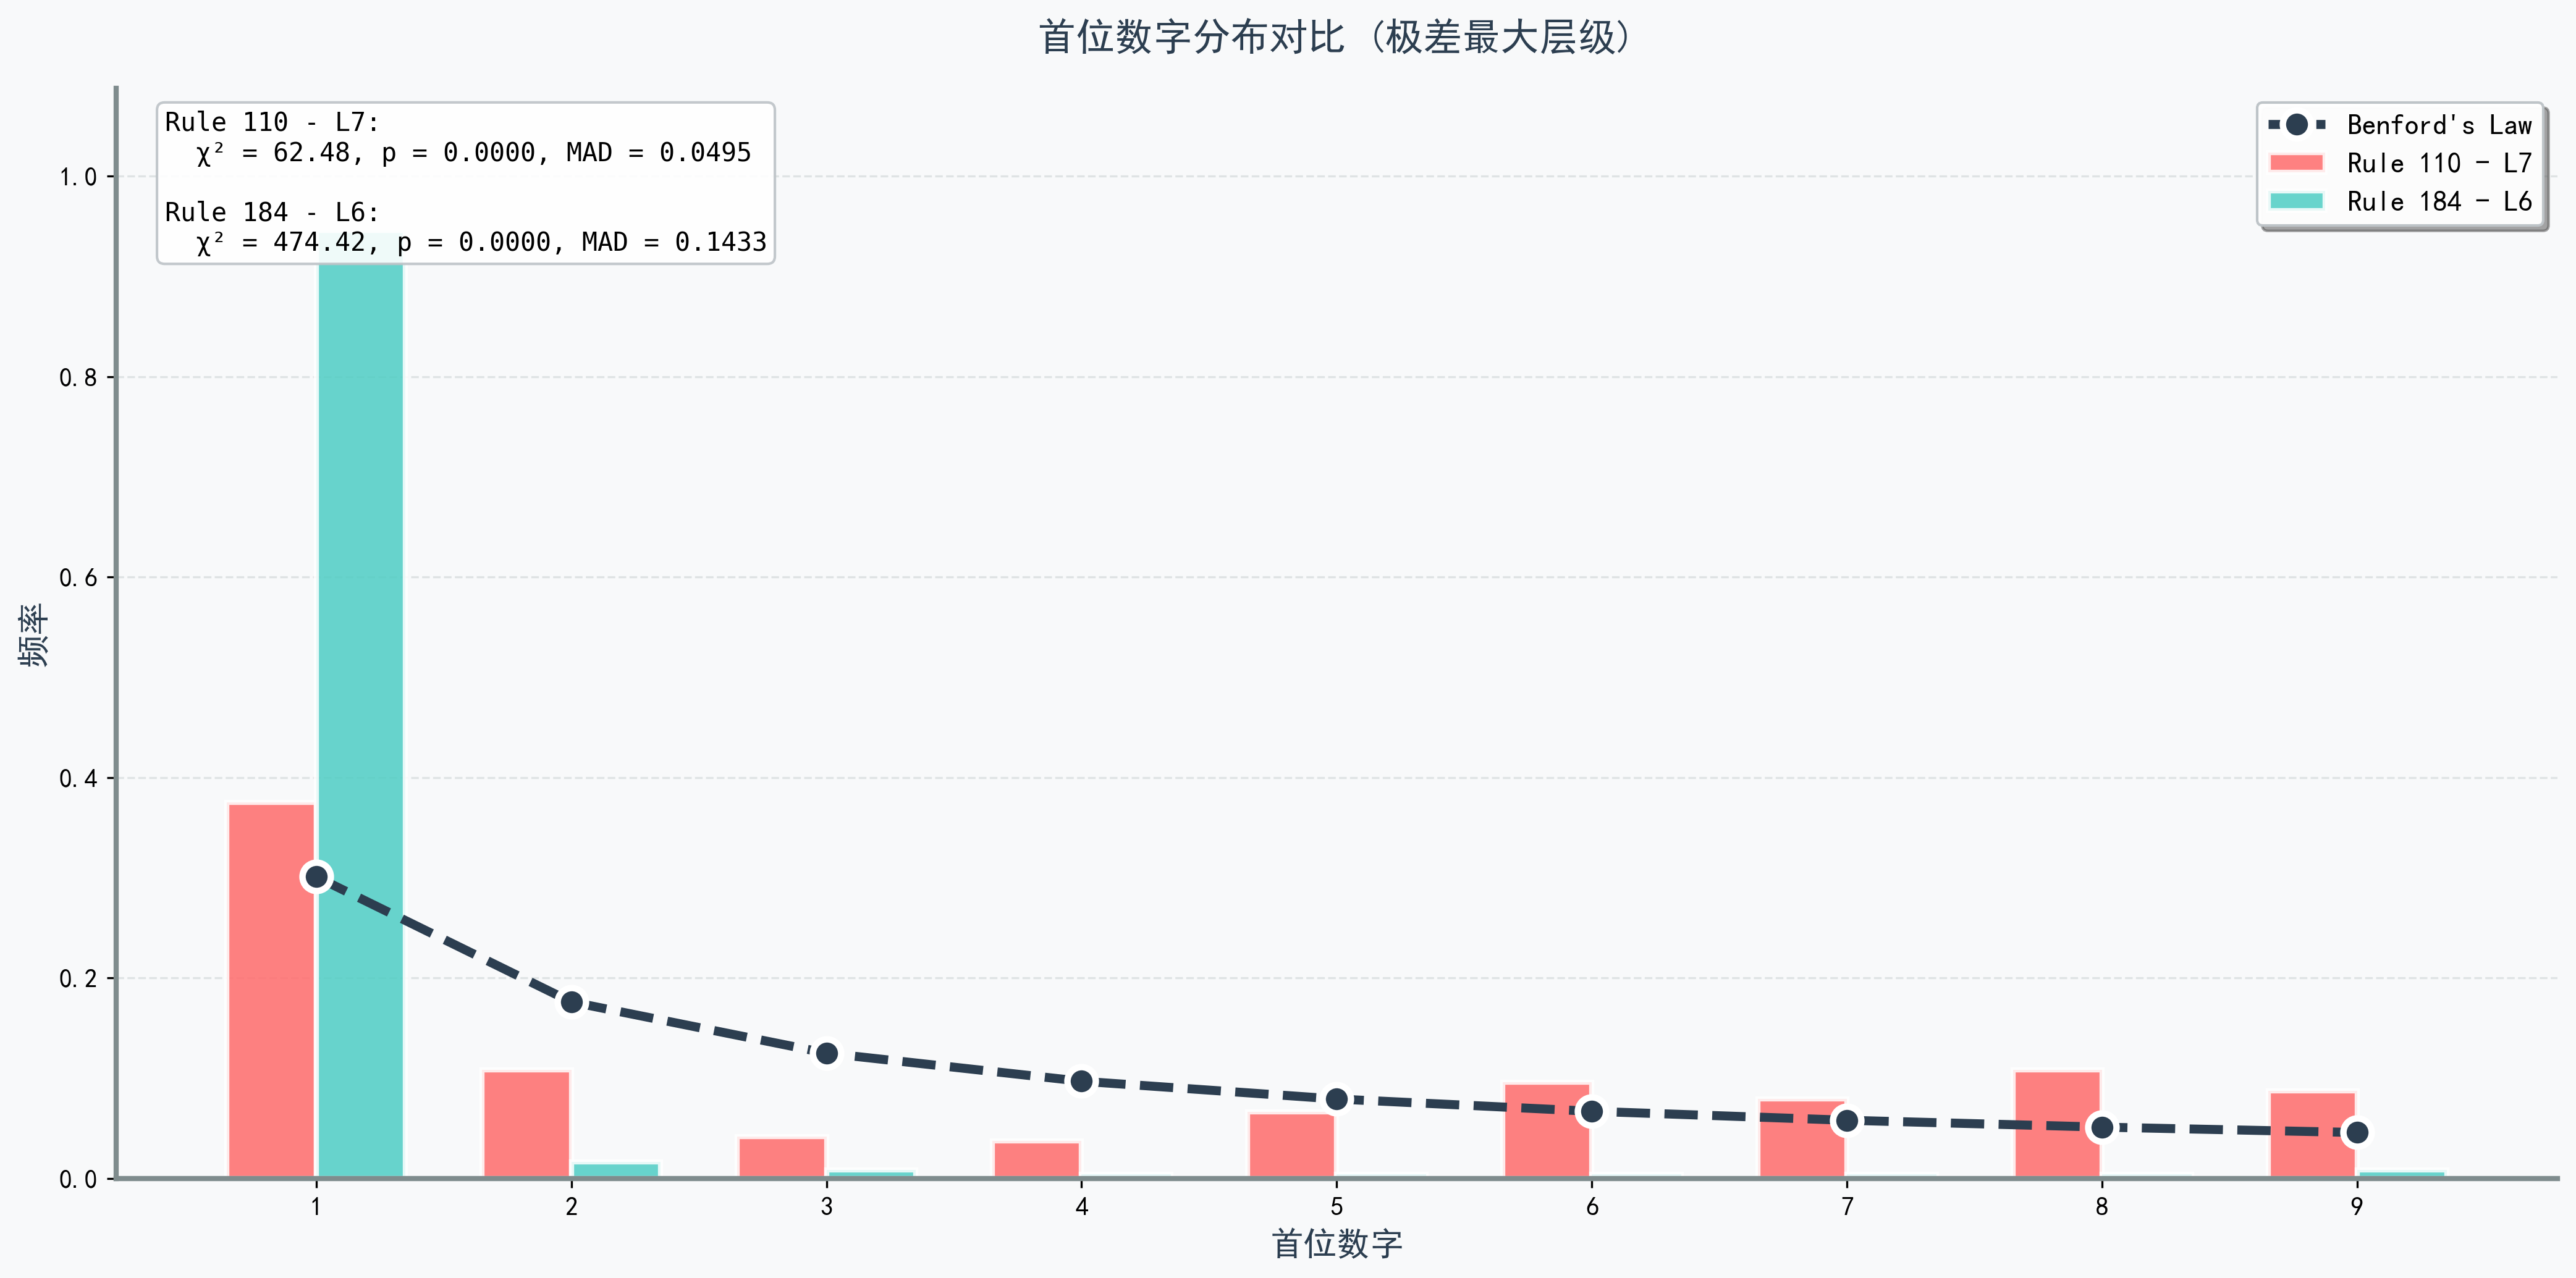 首位数字分布对比 (极差最大层级)
Rule 110 - L7:
χ² = 62.48, p = 0.0000, MAD = 0.0495
Rule 184 - L6:
χ² = 474.42, p = 0.0000, MAD = 0.1433
Benford's Law
Rule 110 - L7
Rule 184 - L6
频率
1.0
0.8
0.6
0.4
0.2
0.0
1 2 3 4 5 6 7 8 9
首位数字